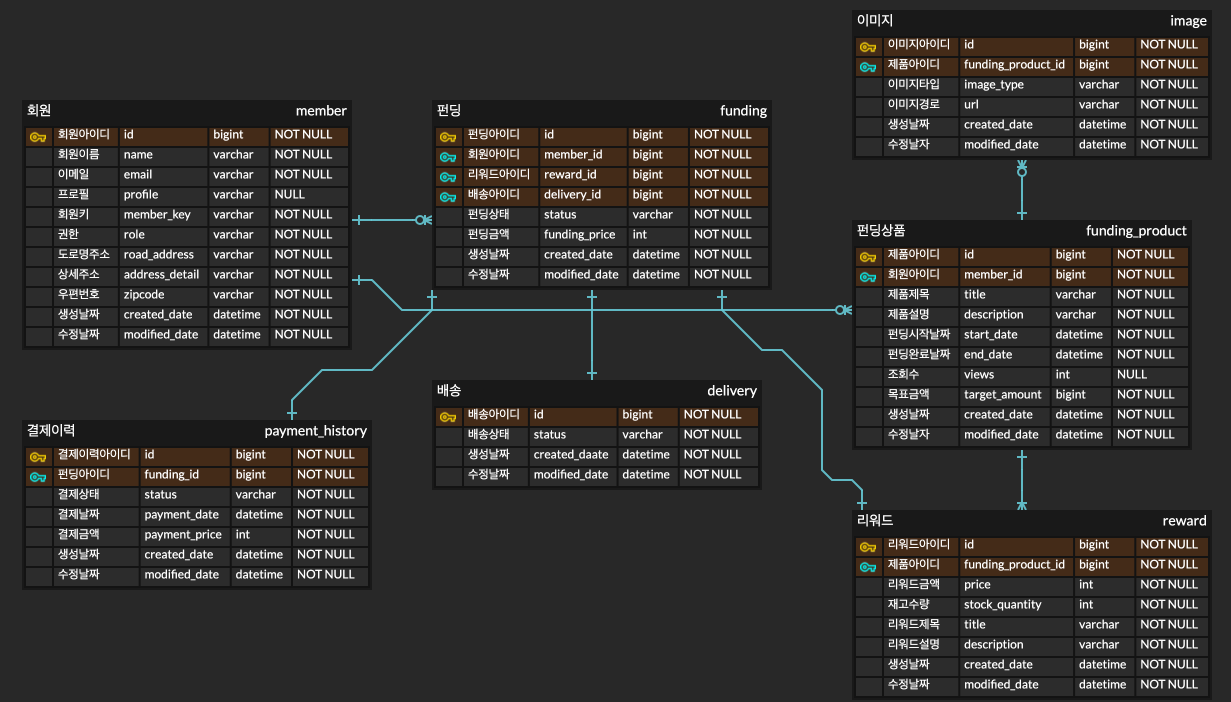 이미지 image
이미지아이디 id bigint NOT NULL
제품아이디 funding_product_id bigint NOT NULL
이미지타입 image_type varchar NOT NULL
이미지경로 url varchar NOT NULL
생성날짜 created_date datetime NOT NULL
수정날자 modified_date datetime NOT NULL
회원 member
회원아이디 id bigint NOT NULL
회원이름 name varchar NOT NULL
이메일 email varchar NOT NULL
프로필 profile varchar NULL
회원키 member_key varchar NOT NULL
권한 role varchar NOT NULL
도로명주소 road_address varchar NOT NULL
상세주소 address_detail varchar NOT NULL
우편번호 zipcode varchar NOT NULL
생성날짜 created_date datetime NOT NULL
수정날짜 modified_date datetime NOT NULL
펀딩 funding
펀딩아이디 id bigint NOT NULL
회원아이디 member_id bigint NOT NULL
리워드아이디 reward_id bigint NOT NULL
배송아이디 delivery_id bigint NOT NULL
펀딩상태 status varchar NOT NULL
펀딩금액 funding_price int NOT NULL
생성날짜 created_date datetime NOT NULL
수정날짜 modified_date datetime NOT NULL
펀딩상품 funding_product
제품아이디 id bigint NOT NULL
회원아이디 member_id bigint NOT NULL
제품제목 title varchar NOT NULL
제품설명 description varchar NOT NULL
펀딩시작날짜 start_date datetime NOT NULL
펀딩완료날짜 end_date datetime NOT NULL
조회수 views int NULL
목표금액 target_amount bigint NOT NULL
생성날짜 created_date datetime NOT NULL
수정날자 modified_date datetime NOT NULL
배송 delivery
배송아이디 id bigint NOT NULL
배송상태 status varchar NOT NULL
생성날짜 created_daate datetime NOT NULL
수정날짜 modified_date datetime NOT NULL
결제이력 payment_history
결제이력아이디 id bigint NOT NULL
펀딩아이디 funding_id bigint NOT NULL
결제상태 status varchar NOT NULL
결제날짜 payment_date datetime NOT NULL
결제금액 payment_price int NOT NULL
생성날짜 created_date datetime NOT NULL
수정날짜 modified_date datetime NOT NULL
리워드 reward
리워드아이디 id bigint NOT NULL
제품아이디 funding_product_id bigint NOT NULL
리워드금액 price int NOT NULL
재고수량 stock_quantity int NOT NULL
리워드제목 title varchar NOT NULL
리워드설명 description varchar NOT NULL
생성날짜 created_date datetime NOT NULL
수정날짜 modified_date datetime NOT NULL